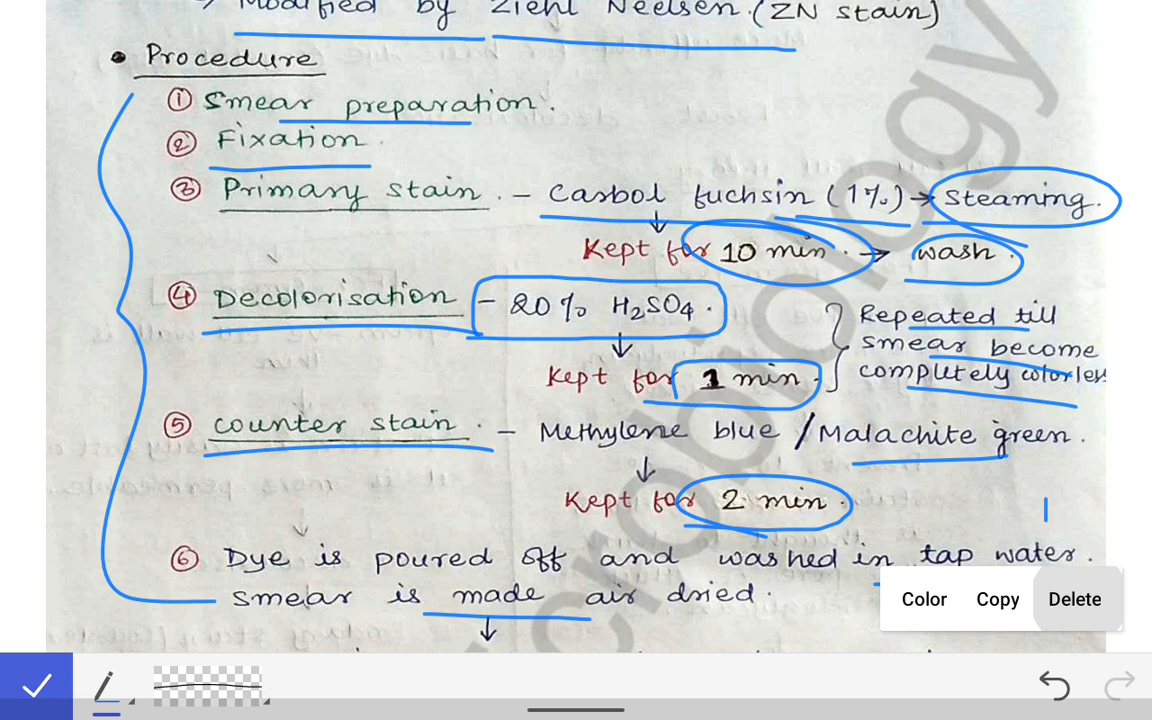 → Modified by Ziehl Neelsen. (ZN stain)
• Procedure
① Smear preparation.
② Fixation.
③ Primary stain. – Carbol fuchsin (1%) → Steaming.
↓
Kept for 10 min. → wash.
④ Decolorisation – 20% H₂SO₄.
↓
Kept for 1 min.
Repeated till
smear become
completely colorless
⑤ counter stain. – Methylene blue / Malachite green.
↓
Kept for 2 min.
⑥ Dye is poured off and washed in tap water.
smear is made air dried.
↓
crobiology
Color Copy Delete